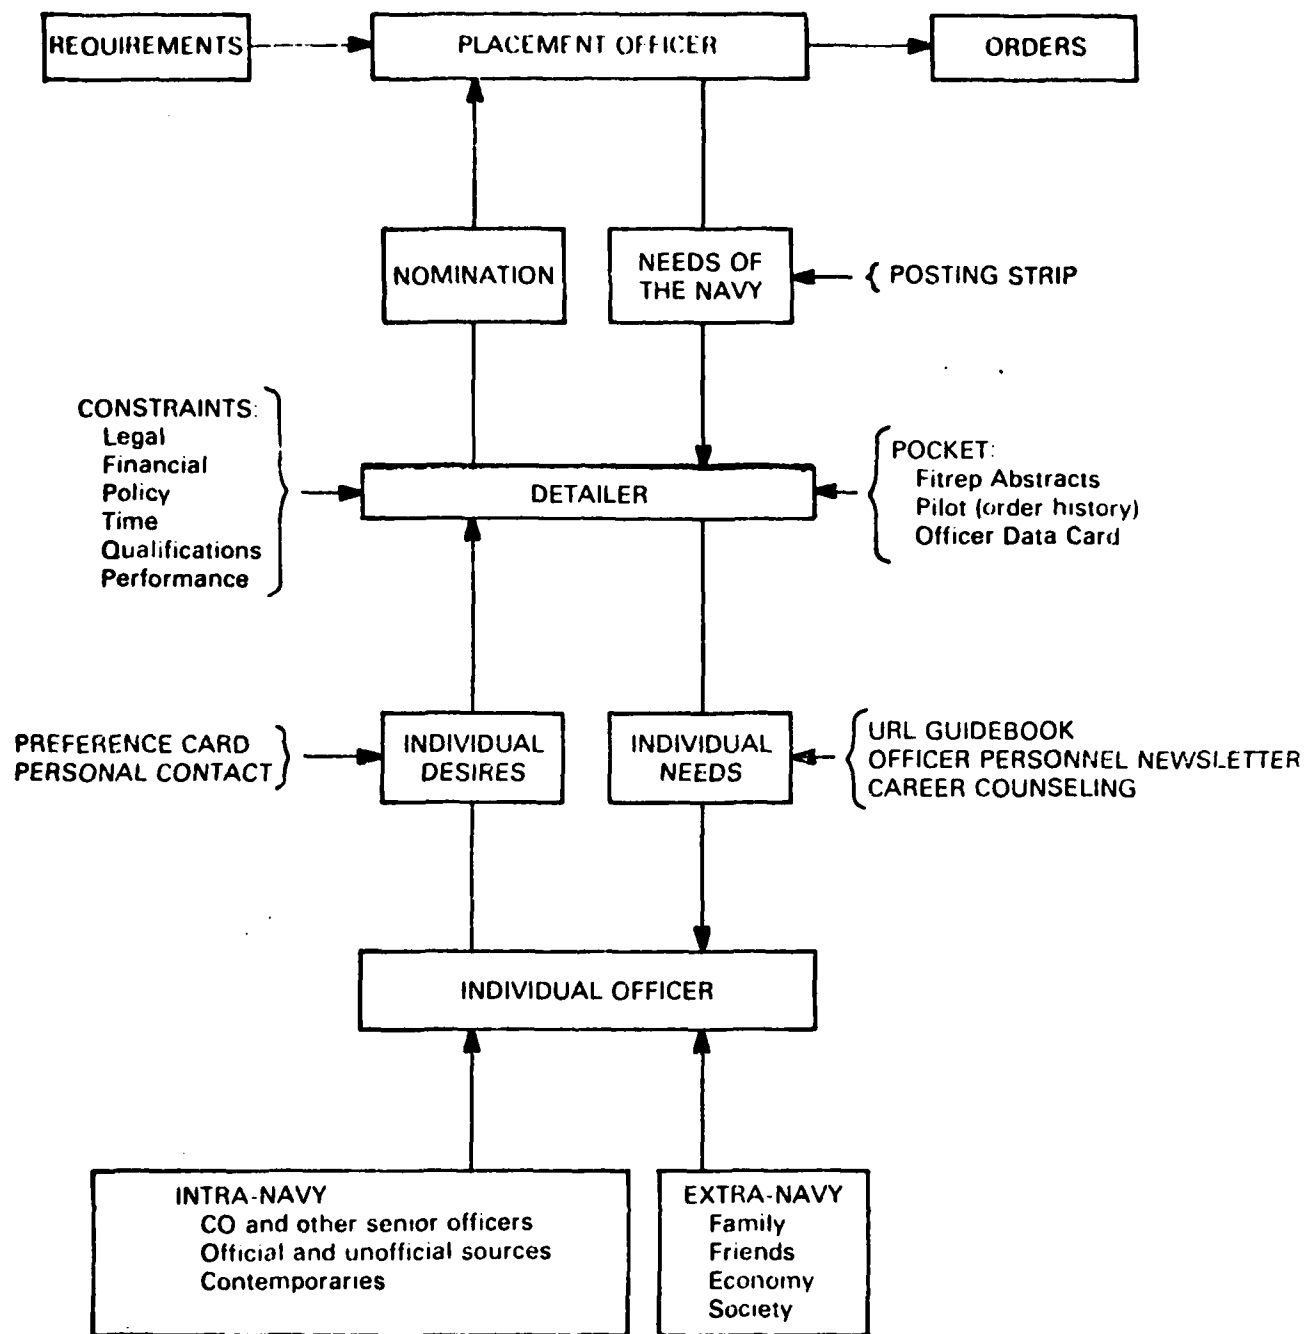 REQUIREMENTS
PLACEMENT OFFICER
ORDERS
NOMINATION
NEEDS OF
THE NAVY
{ POSTING STRIP
CONSTRAINTS:
Legal
Financial
Policy
Time
Qualifications
Performance
DETAILER
POCKET:
Fitrep Abstracts
Pilot (order history)
Officer Data Card
PREFERENCE CARD
PERSONAL CONTACT
INDIVIDUAL
DESIRES
INDIVIDUAL
NEEDS
URL GUIDEBOOK
OFFICER PERSONNEL NEWSLETTER
CAREER COUNSELING
INDIVIDUAL OFFICER
INTRA-NAVY
CO and other senior officers
Official and unofficial sources
Contemporaries
EXTRA-NAVY
Family
Friends
Economy
Society